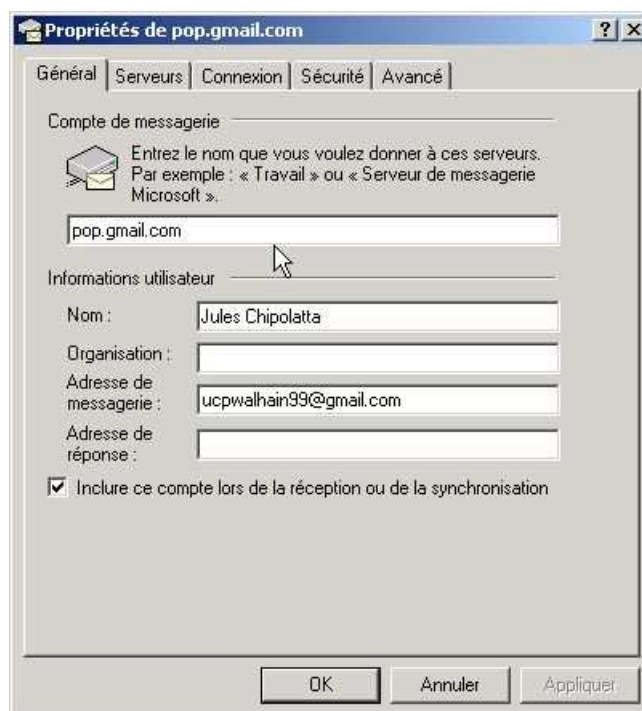 Propriétés de pop.gmail.com
Général Serveurs Connexion Sécurité Avancé
Compte de messagerie
Entrez le nom que vous voulez donner à ces serveurs.
Par exemple : « Travail » ou « Serveur de messagerie
Microsoft ».
pop.gmail.com
Informations utilisateur
Nom : Jules Chipolatta
Organisation :
Adresse de
messagerie : ucpwalhain99@gmail.com
Adresse de
réponse :
Inclure ce compte lors de la réception ou de la synchronisation
OK Annuler Appliquer